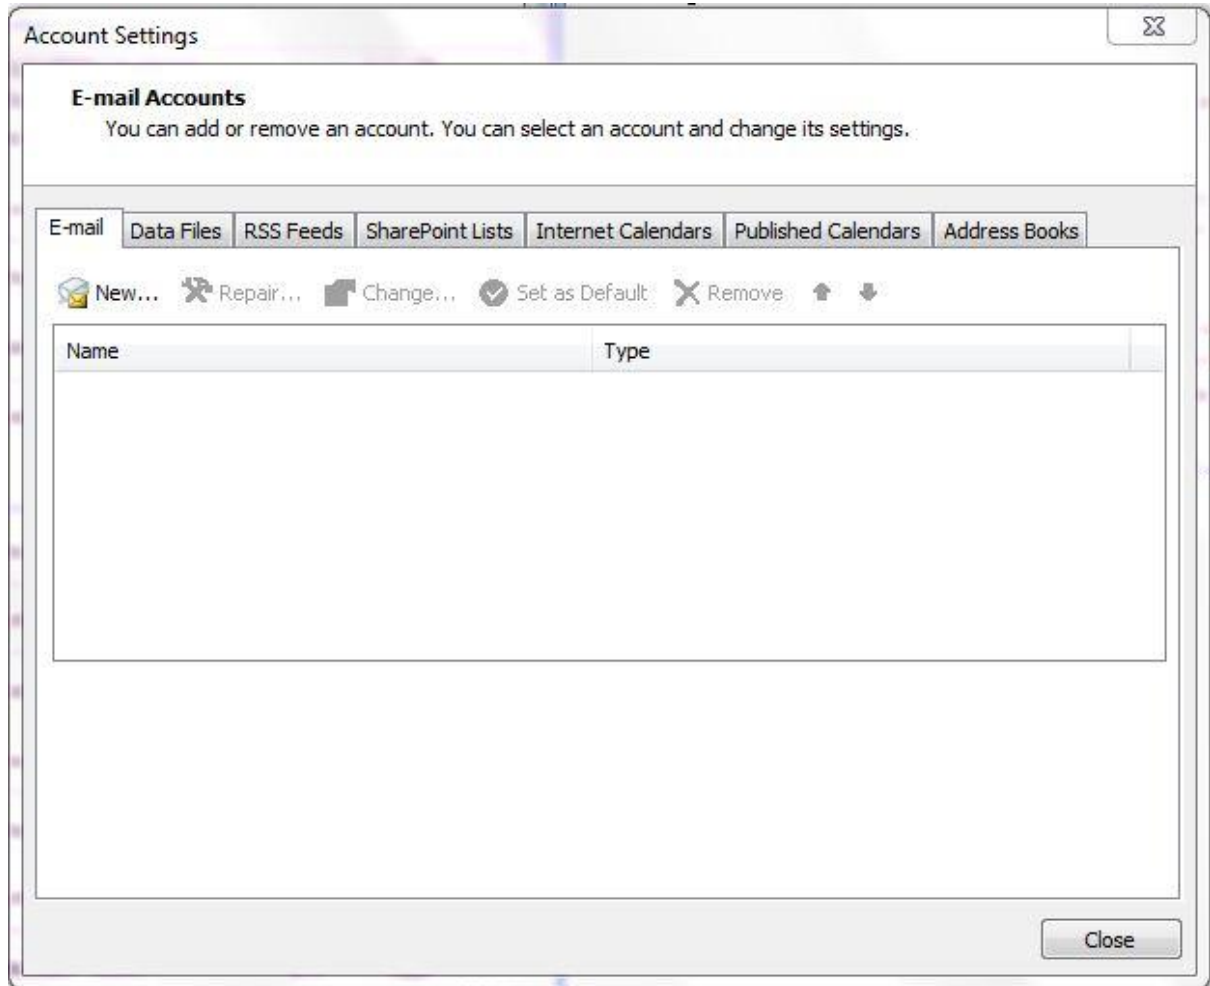 Account Settings
E-mail Accounts
You can add or remove an account. You can select an account and change its settings.
E-mail Data Files RSS Feeds SharePoint Lists Internet Calendars Published Calendars Address Books
New... Repair... Change... Set as Default Remove
Name Type
Close